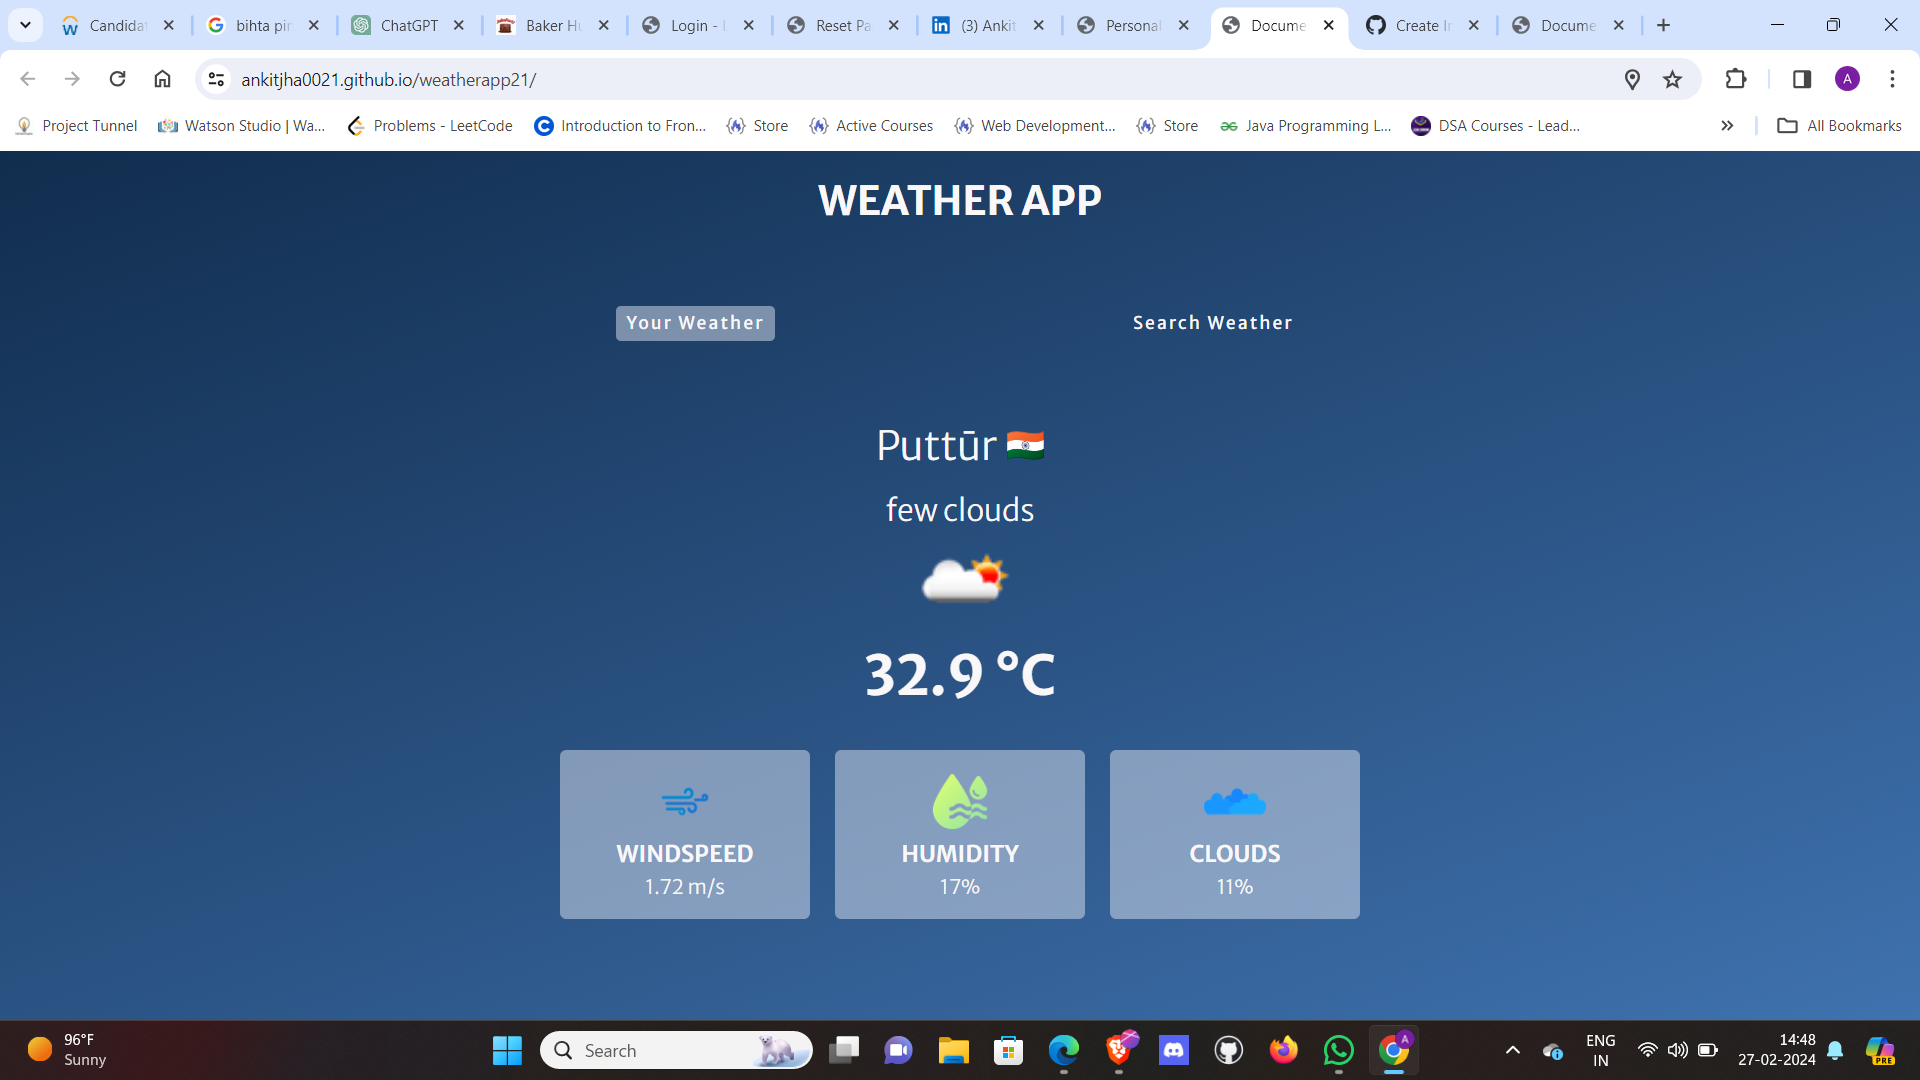 Candidat
bihta pin
ChatGPT
Baker Hu
Login - L
Reset Pa
(3) Ankit
Personal
Docume
Create In
Docume
ankitjha0021.github.io/weatherapp21/
A
Project Tunnel
Watson Studio | Wa...
Problems - LeetCode
Introduction to Fron...
Store
Active Courses
Web Development...
Store
Java Programming L...
DSA Courses - Lead...
All Bookmarks
WEATHER APP
Your Weather
Search Weather
Puttūr
few clouds
32.9 °C
WINDSPEED
1.72 m/s
HUMIDITY
17%
CLOUDS
11%
96°F
Sunny
Search
A
ENG
IN
14:48
27-02-2024
PRE